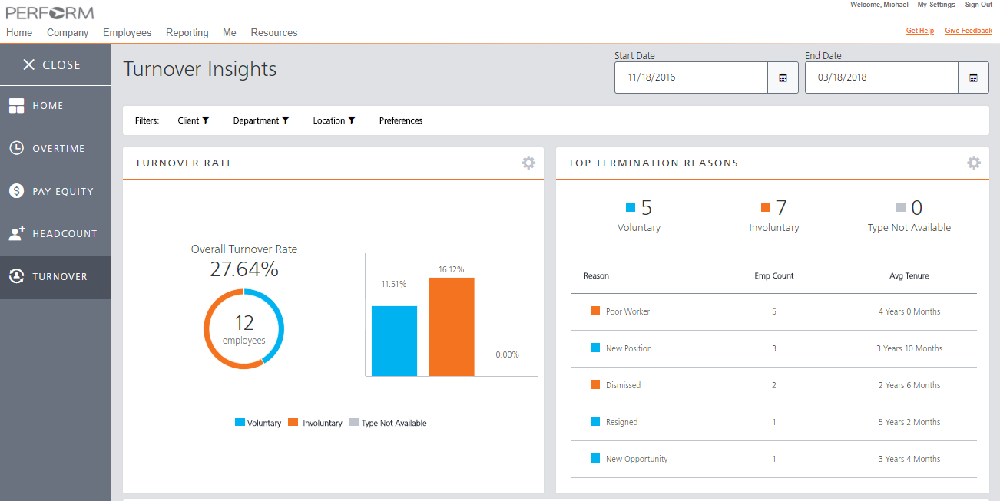 PERFORM
Welcome, Michael My Settings Sign Out
Home Company Employees Reporting Me Resources
Get Help Give Feedback
CLOSE
HOME
OVERTIME
PAY EQUITY
HEADCOUNT
TURNOVER
Turnover Insights
Start Date
11/18/2016
End Date
03/18/2018
Filters: Client Department Location Preferences
TURNOVER RATE
Overall Turnover Rate
27.64%
12
employees
11.51%
16.12%
0.00%
Voluntary Involuntary Type Not Available
TOP TERMINATION REASONS
5 7 0
Voluntary Involuntary Type Not Available
Reason Emp Count Avg Tenure
Poor Worker 5 4 Years 0 Months
New Position 3 3 Years 10 Months
Dismissed 2 2 Years 6 Months
Resigned 1 5 Years 2 Months
New Opportunity 1 3 Years 4 Months